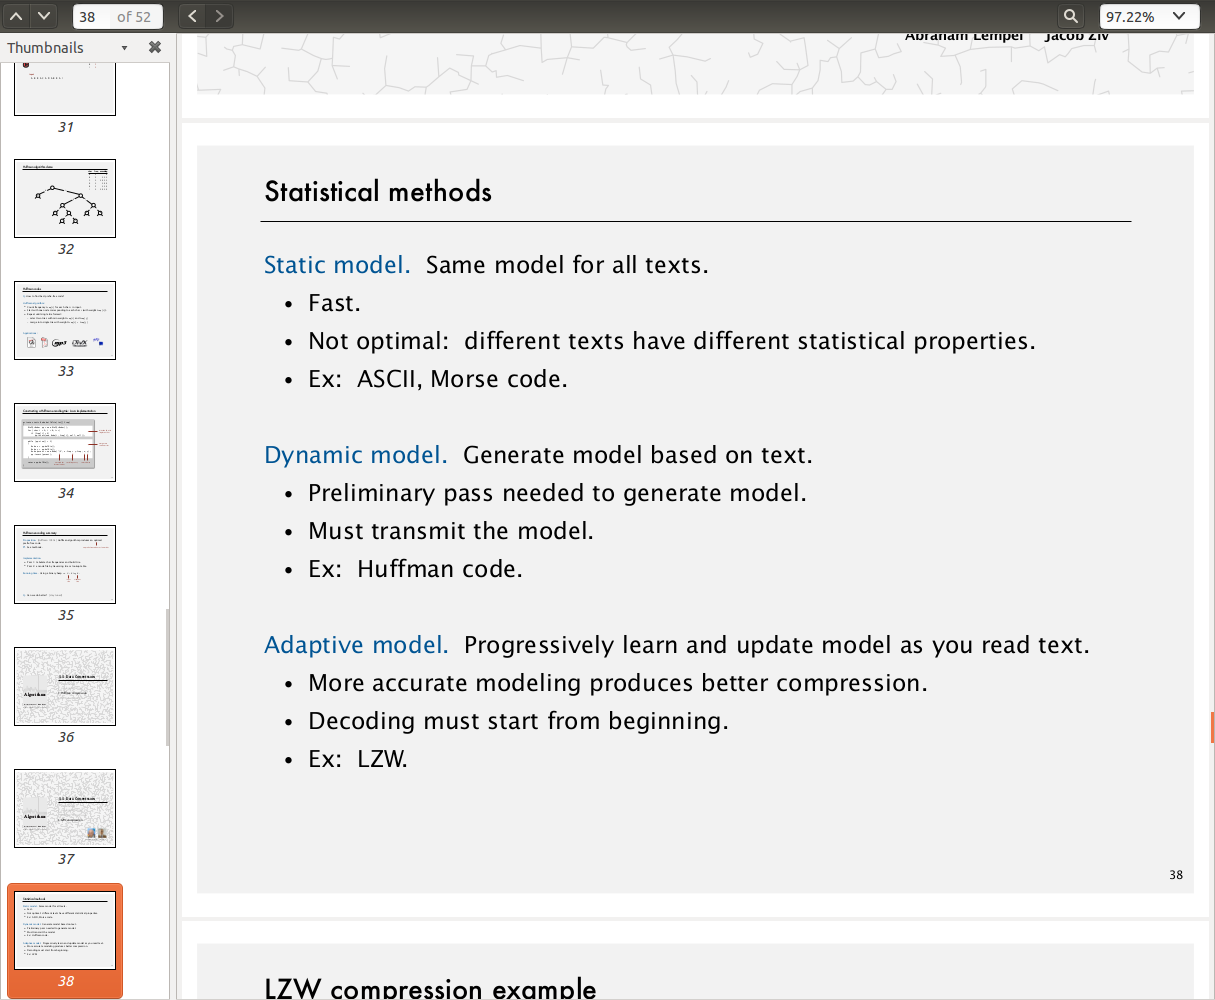 38 of 52
97.22%
Thumbnails
31
32
33
34
35
36
37
38
Abraham Lempel Jacob Ziv
Statistical methods
Static model. Same model for all texts.
• Fast.
• Not optimal: different texts have different statistical properties.
• Ex: ASCII, Morse code.
Dynamic model. Generate model based on text.
• Preliminary pass needed to generate model.
• Must transmit the model.
• Ex: Huffman code.
Adaptive model. Progressively learn and update model as you read text.
• More accurate modeling produces better compression.
• Decoding must start from beginning.
• Ex: LZW.
38
LZW compression example